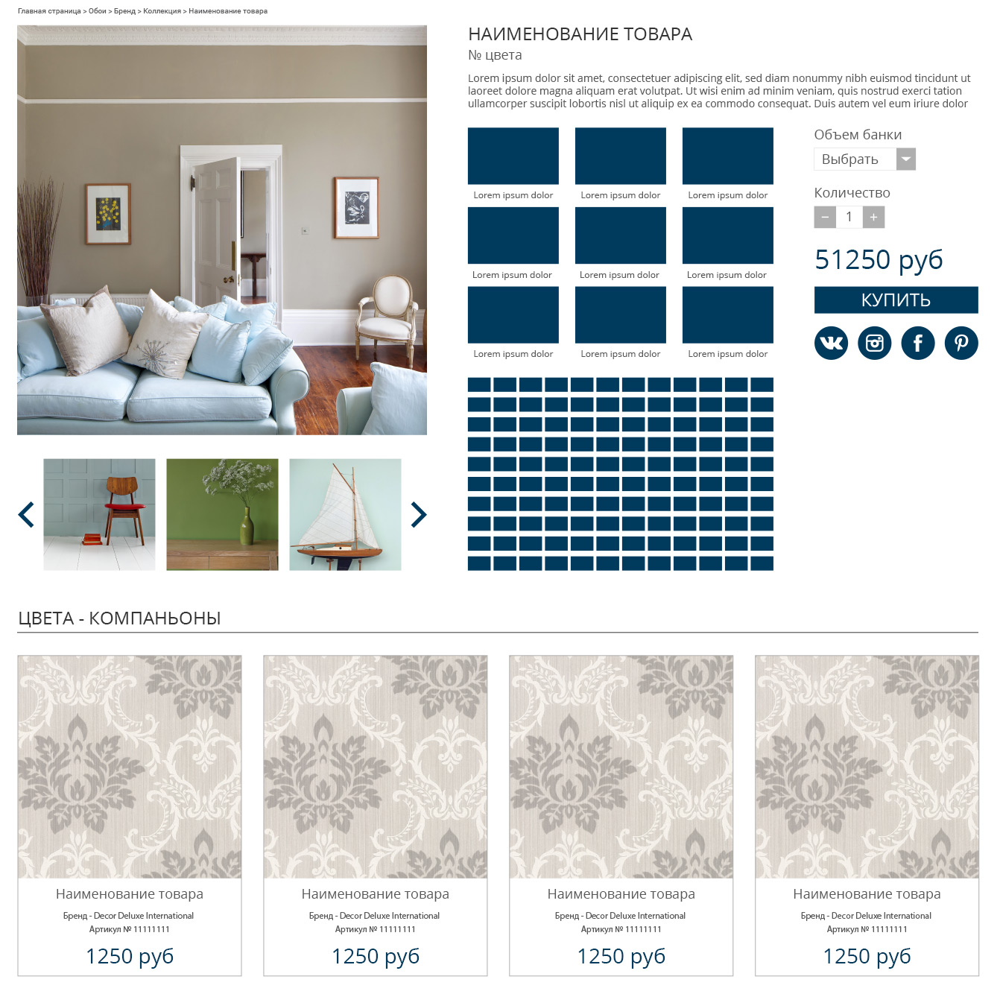 Главная страница > Обои > Бренд > Коллекция > Наименование товара
НАИМЕНОВАНИЕ ТОВАРА
№ цвета
Lorem ipsum dolor sit amet, consectetuer adipiscing elit, sed diam nonummy nibh euismod tincidunt ut
laoreet dolore magna aliquam erat volutpat. Ut wisi enim ad minim veniam, quis nostrud exerci tation
ullamcorper suscipit lobortis nisl ut aliquip ex ea commodo consequat. Duis autem vel eum iriure dolor
Lorem ipsum dolor
Lorem ipsum dolor
Lorem ipsum dolor
Lorem ipsum dolor
Lorem ipsum dolor
Lorem ipsum dolor
Lorem ipsum dolor
Lorem ipsum dolor
Lorem ipsum dolor
Объем банки
Выбрать
Количество
− 1 +
51250 руб
КУПИТЬ
ЦВЕТА - КОМПАНЬОНЫ
Наименование товара
Бренд - Decor Deluxe International
Артикул № 11111111
1250 руб
Наименование товара
Бренд - Decor Deluxe International
Артикул № 11111111
1250 руб
Наименование товара
Бренд - Decor Deluxe International
Артикул № 11111111
1250 руб
Наименование товара
Бренд - Decor Deluxe International
Артикул № 11111111
1250 руб